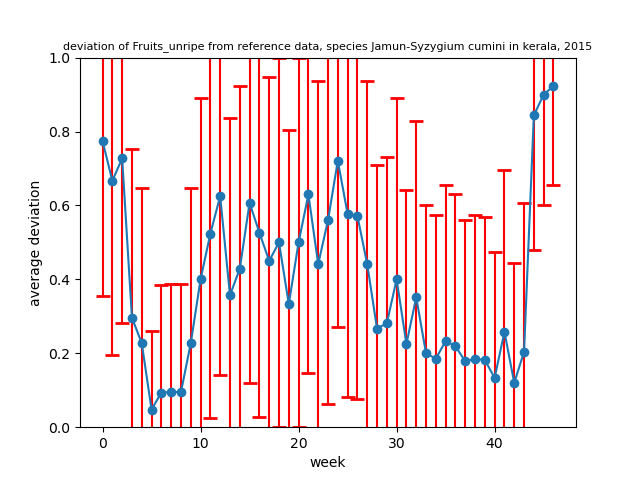 deviation of Fruits_unripe from reference data, species Jamun-Syzygium cumini in kerala, 2015
1.0
0.8
0.6
0.4
0.2
0.0
average deviation
0 10 20 30 40
week